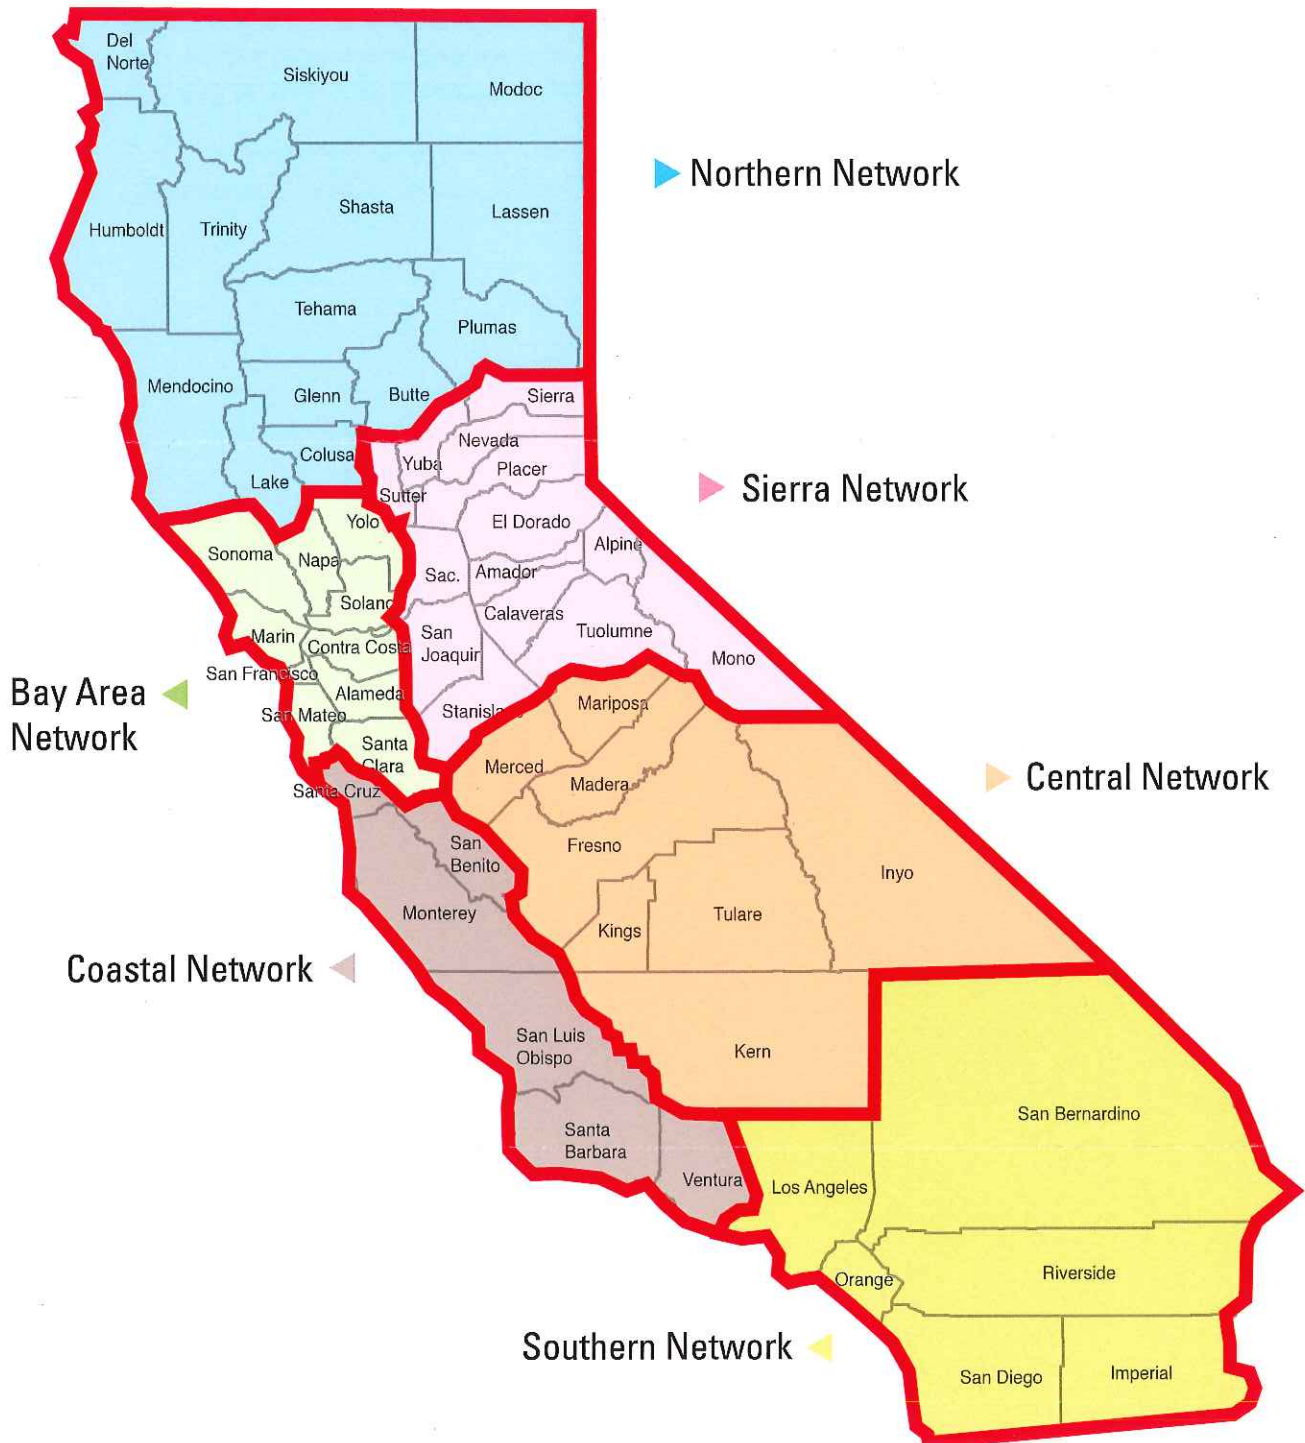 Del
Norte
Siskiyou
Modoc
Northern Network
Humboldt
Trinity
Shasta
Lassen
Tehama
Plumas
Mendocino
Glenn
Butte
Sierra
Colusa
Nevada
Yuba
Placer
Lake
Sutter
Sierra Network
Yolo
El Dorado
Sonoma
Napa
Alpine
Sac.
Amador
Solano
Calaveras
Marin
San
Joaquir
Tuolumne
Contra Costa
Mono
San Francisco
Bay Area
Network
Alameda
San Mateo
Stanisla
Mariposa
Santa
Clara
Merced
Madera
Central Network
Santa Cruz
San
Benito
Fresno
Inyo
Monterey
Kings
Tulare
Coastal Network
San Luis
Obispo
Kern
San Bernardino
Santa
Barbara
Ventura
Los Angeles
Orange
Riverside
Southern Network
San Diego
Imperial